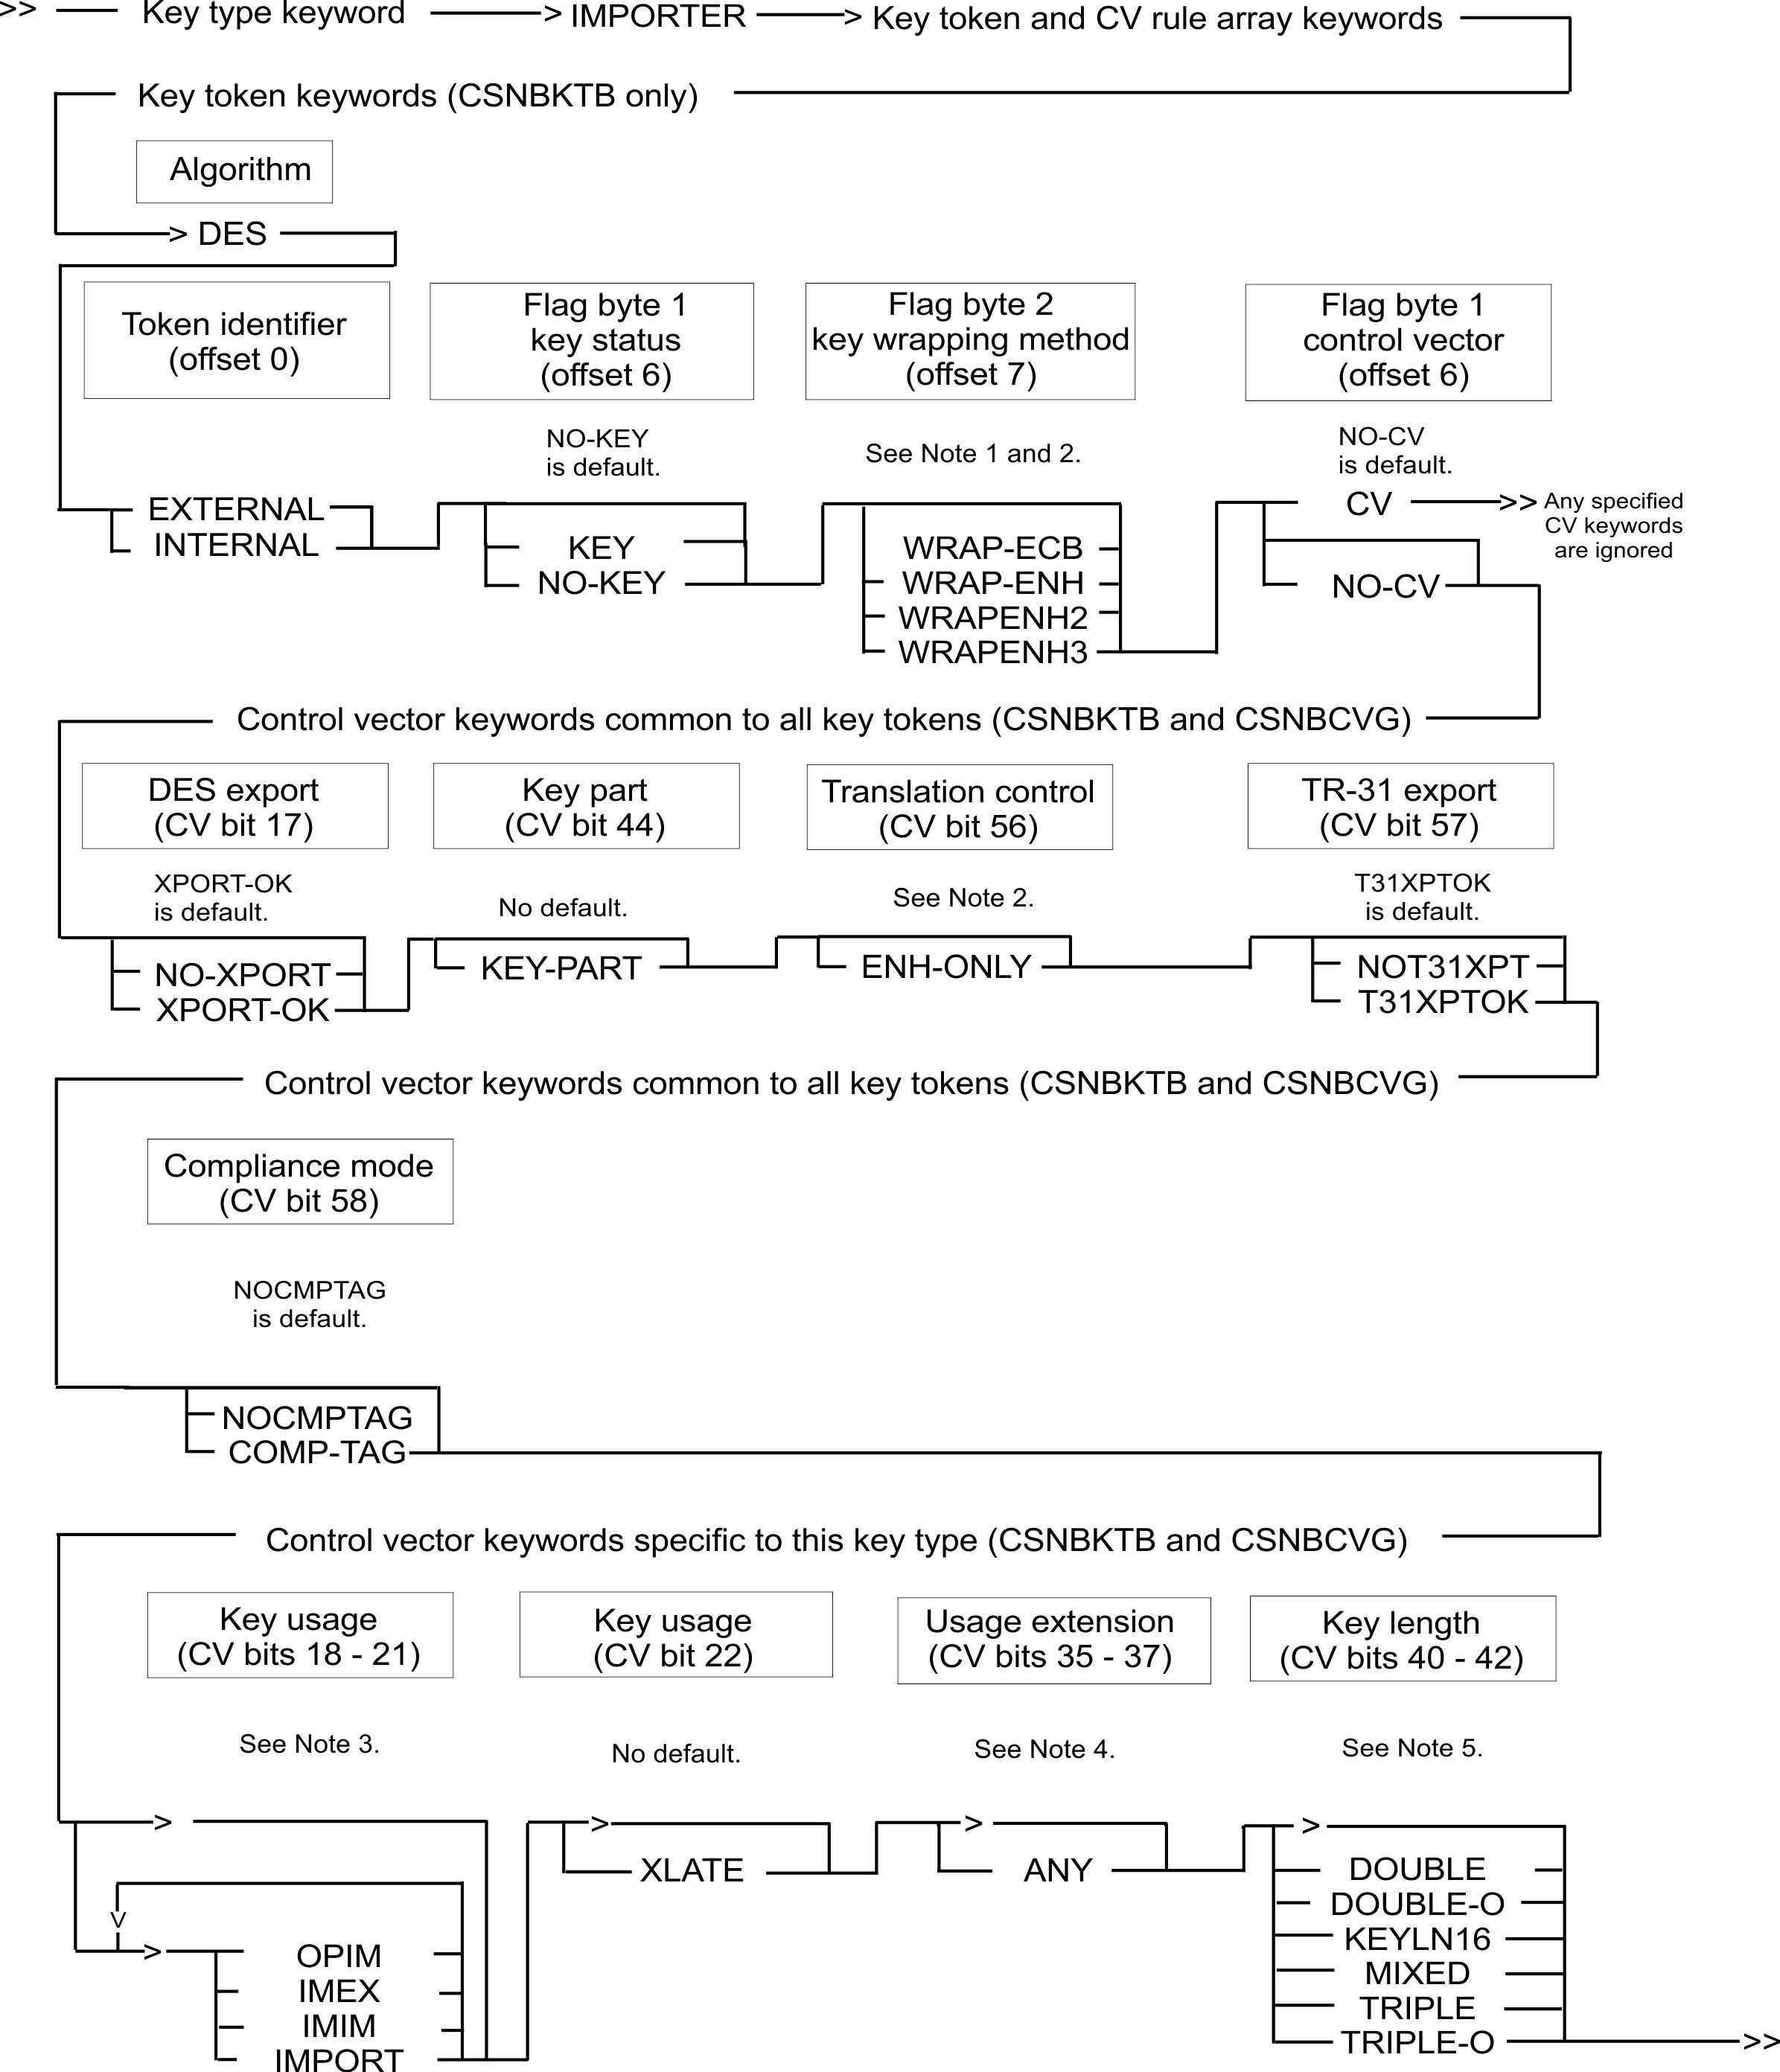 >> Key type keyword > IMPORTER > Key token and CV rule array keywords
Key token keywords (CSNBKTB only)
Algorithm
> DES
Token identifier
(offset 0)
Flag byte 1
key status
(offset 6)
Flag byte 2
key wrapping method
(offset 7)
Flag byte 1
control vector
(offset 6)
NO-KEY
is default.
See Note 1 and 2.
NO-CV
is default.
EXTERNAL
INTERNAL
KEY
NO-KEY
WRAP-ECB
WRAP-ENH
WRAPENH2
WRAPENH3
CV >> Any specified
CV keywords
are ignored
NO-CV
Control vector keywords common to all key tokens (CSNBKTB and CSNBCVG)
DES export
(CV bit 17)
Key part
(CV bit 44)
Translation control
(CV bit 56)
TR-31 export
(CV bit 57)
XPORT-OK
is default.
No default.
See Note 2.
T31XPTOK
is default.
NO-XPORT
XPORT-OK
KEY-PART
ENH-ONLY
NOT31XPT
T31XPTOK
Control vector keywords common to all key tokens (CSNBKTB and CSNBCVG)
Compliance mode
(CV bit 58)
NOCMPTAG
is default.
NOCMPTAG
COMP-TAG
Control vector keywords specific to this key type (CSNBKTB and CSNBCVG)
Key usage
(CV bits 18 - 21)
Key usage
(CV bit 22)
Usage extension
(CV bits 35 - 37)
Key length
(CV bits 40 - 42)
See Note 3.
No default.
See Note 4.
See Note 5.
> > > >
XLATE
ANY
V
>
OPIM
IMEX
IMIM
IMPORT
DOUBLE
DOUBLE-O
KEYLN16
MIXED
TRIPLE
TRIPLE-O >>